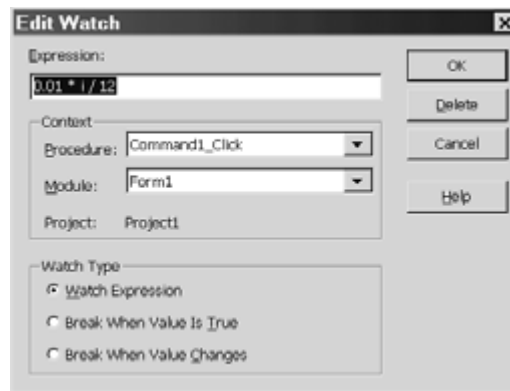 Edit Watch
Expression:
0.01 * i / 12
OK
Delete
Cancel
Help
Context
Procedure: Command1_Click
Module: Form1
Project: Project1
Watch Type
Watch Expression
Break When Value Is True
Break When Value Changes